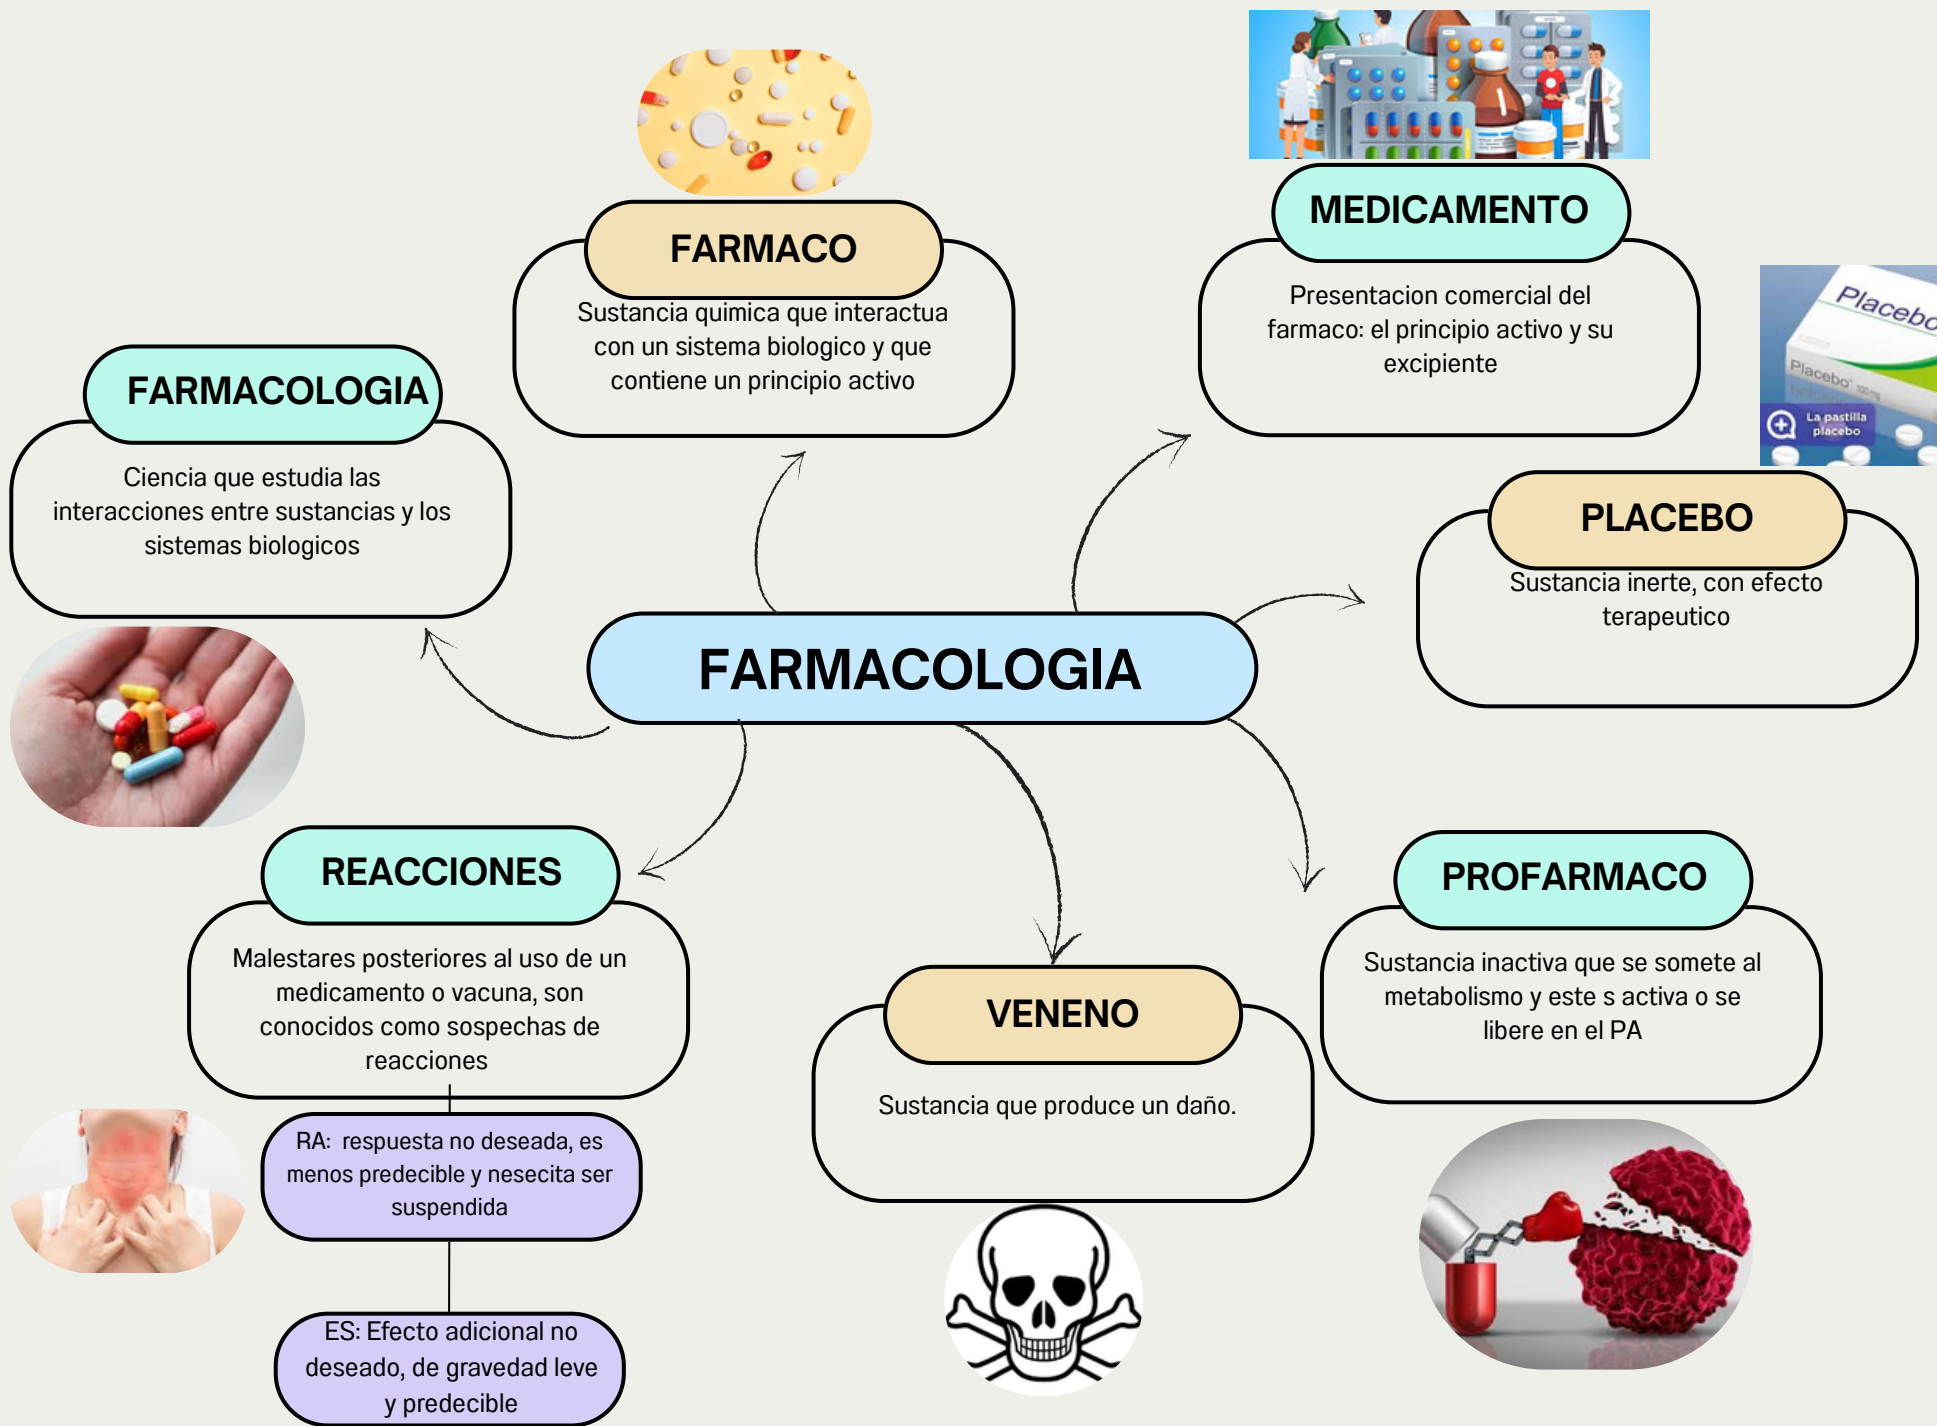 FARMACO
Sustancia quimica que interactua
con un sistema biologico y que
contiene un principio activo
MEDICAMENTO
Presentacion comercial del
farmaco: el principio activo y su
excipiente
Placebo
Placebo 100mg
La pastilla
placebo
FARMACOLOGIA
Ciencia que estudia las
interacciones entre sustancias y los
sistemas biologicos
PLACEBO
Sustancia inerte, con efecto
terapeutico
FARMACOLOGIA
REACCIONES
Malestares posteriores al uso de un
medicamento o vacuna, son
conocidos como sospechas de
reacciones
RA: respuesta no deseada, es
menos predecible y nesecita ser
suspendida
ES: Efecto adicional no
deseado, de gravedad leve
y predecible
VENENO
Sustancia que produce un daño.
PROFARMACO
Sustancia inactiva que se somete al
metabolismo y este s activa o se
libere en el PA